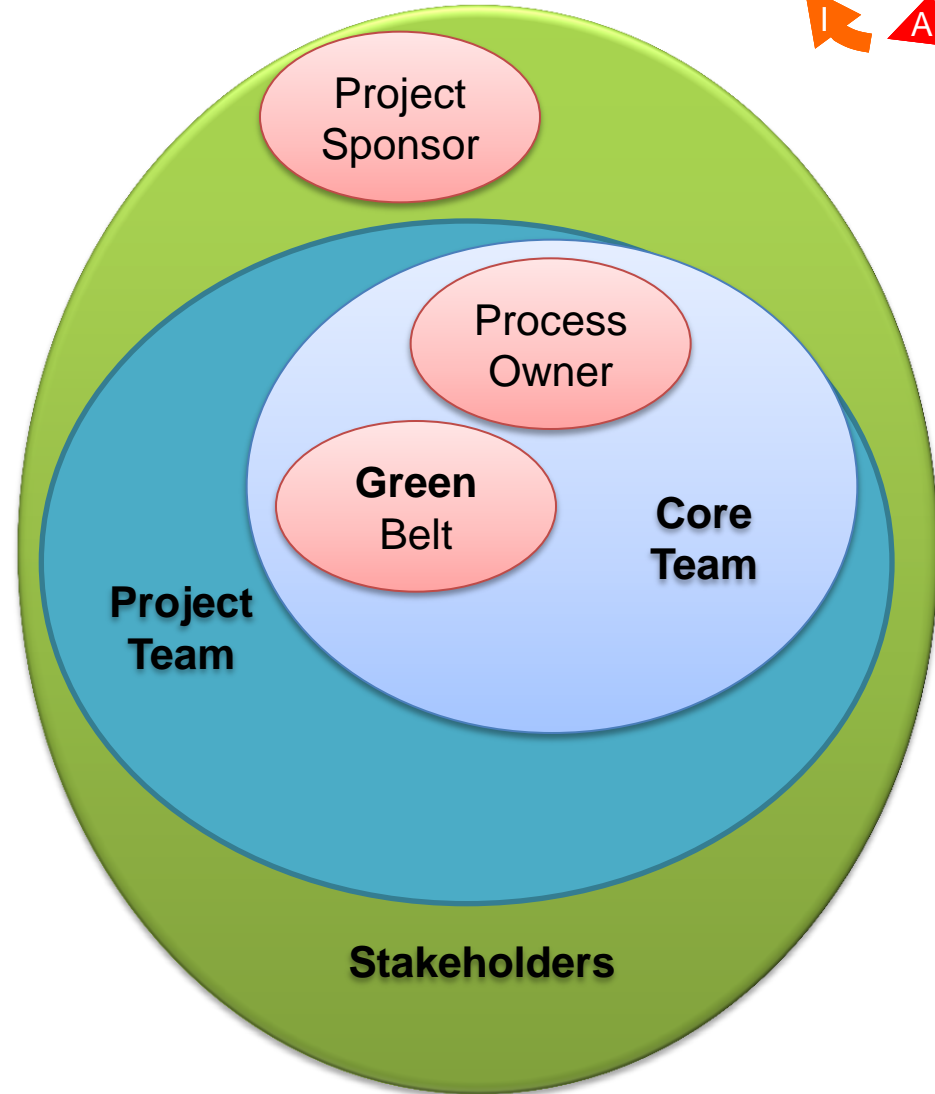 I A
Project
Sponsor
Process
Owner
Green
Belt
Core
Team
Project
Team
Stakeholders